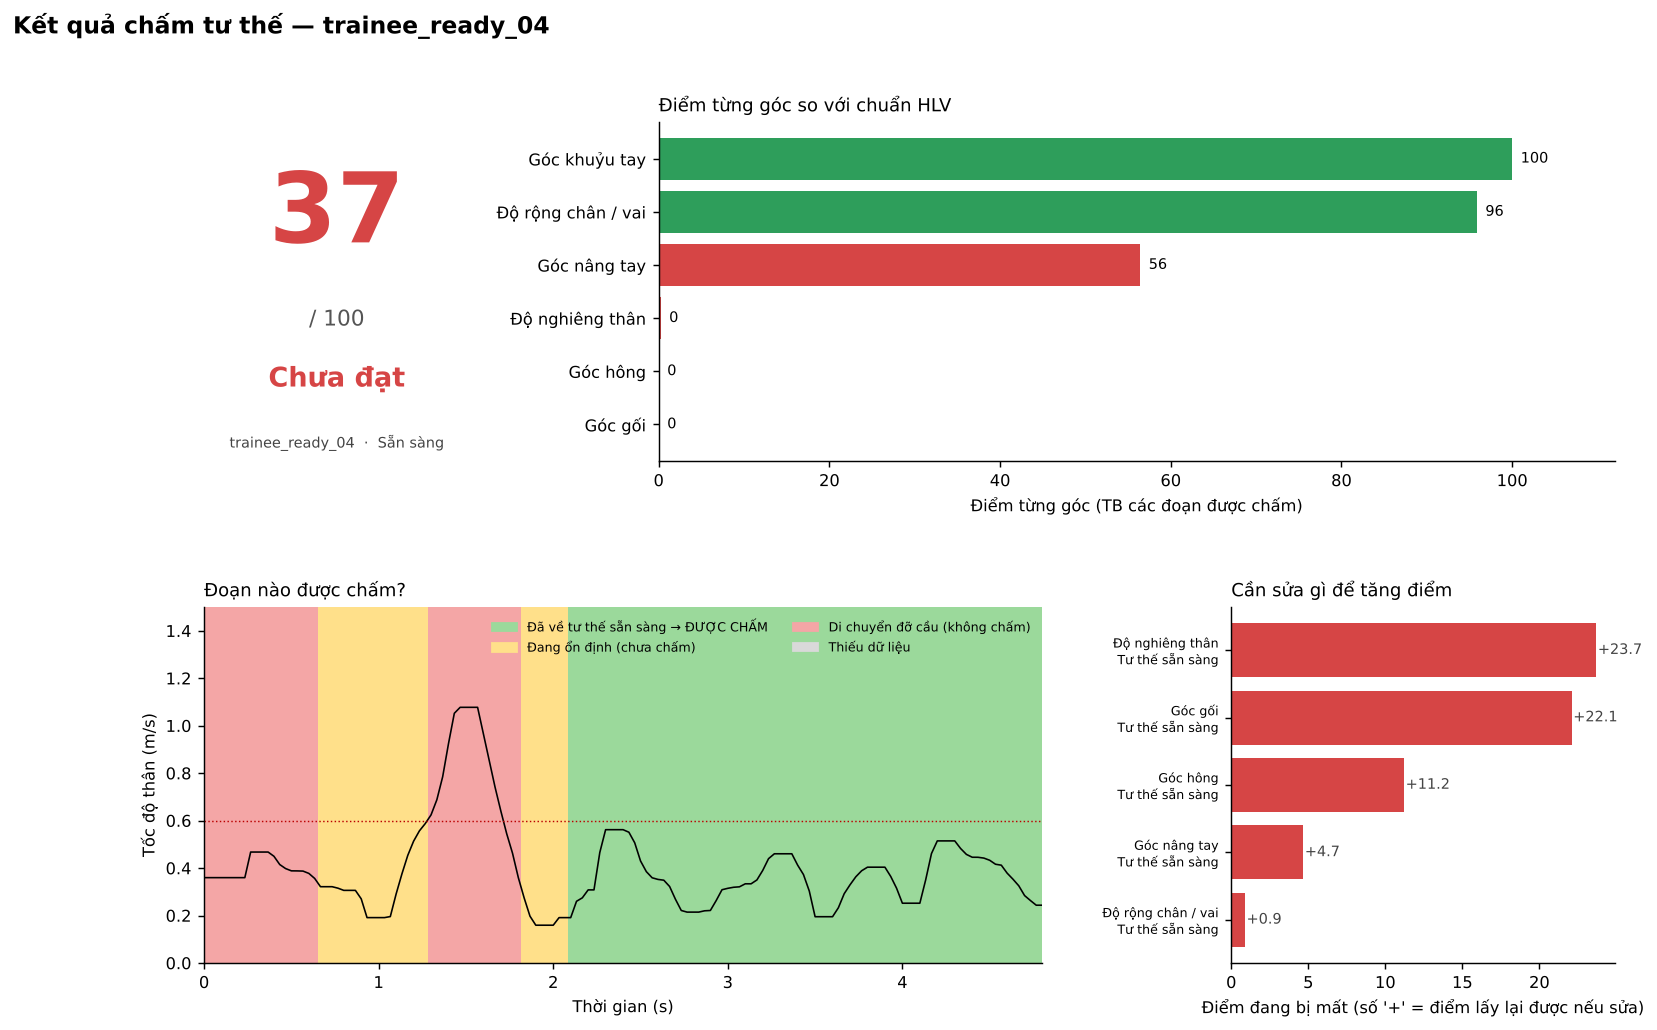 Kết quả chấm tư thế — trainee_ready_04
37
/ 100
Chưa đạt
trainee_ready_04 · Sẵn sàng
Điểm từng góc so với chuẩn HLV
Góc khuỷu tay
100
Độ rộng chân / vai
96
Góc nâng tay
56
Độ nghiêng thân
0
Góc hông
0
Góc gối
0
0 20 40 60 80 100
Điểm từng góc (TB các đoạn được chấm)
Đoạn nào được chấm?
Đã về tư thế sẵn sàng → ĐƯỢC CHẤM
Đang ổn định (chưa chấm)
Di chuyển đỡ cầu (không chấm)
Thiếu dữ liệu
Tốc độ thân (m/s)
1.4
1.2
1.0
0.8
0.6
0.4
0.2
0.0
0 1 2 3 4
Thời gian (s)
Cần sửa gì để tăng điểm
Độ nghiêng thân
Tư thế sẵn sàng
+23.7
Góc gối
Tư thế sẵn sàng
+22.1
Góc hông
Tư thế sẵn sàng
+11.2
Góc nâng tay
Tư thế sẵn sàng
+4.7
Độ rộng chân / vai
Tư thế sẵn sàng
+0.9
0 5 10 15 20
Điểm đang bị mất (số '+' = điểm lấy lại được nếu sửa)